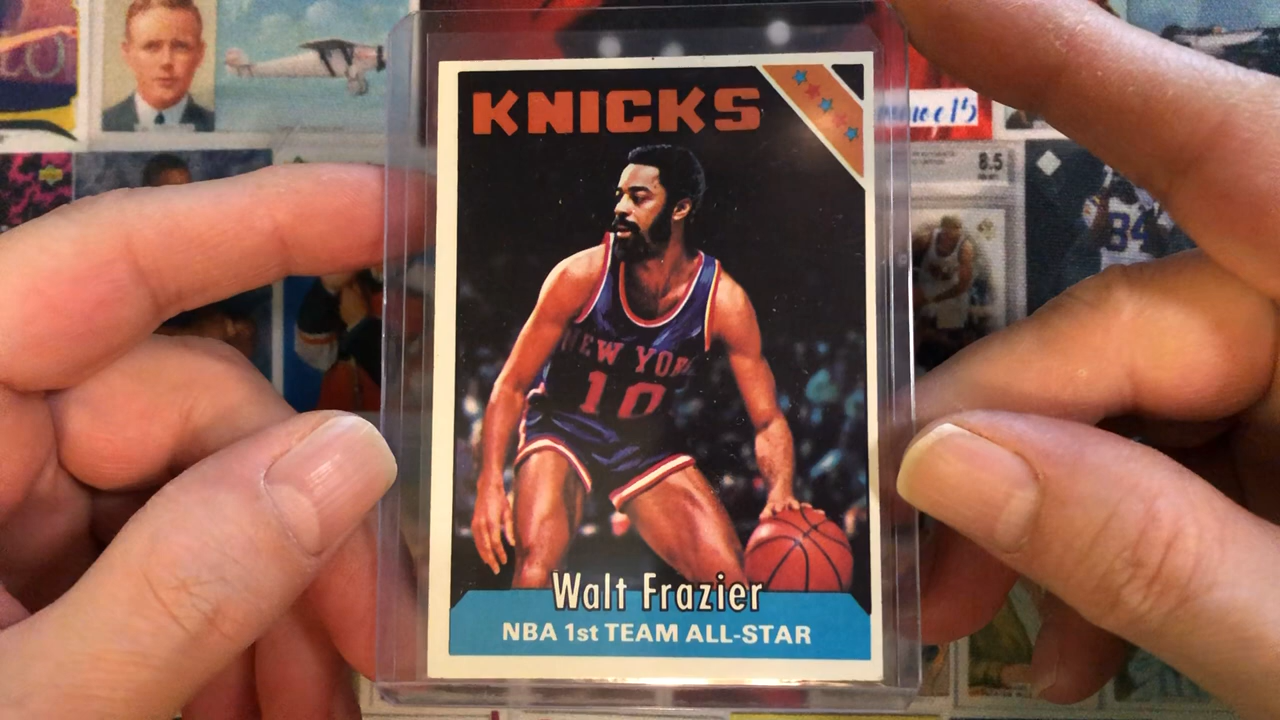 KNICKS
8.5
84
NEW YORK
10
Walt Frazier
NBA 1st TEAM ALL-STAR